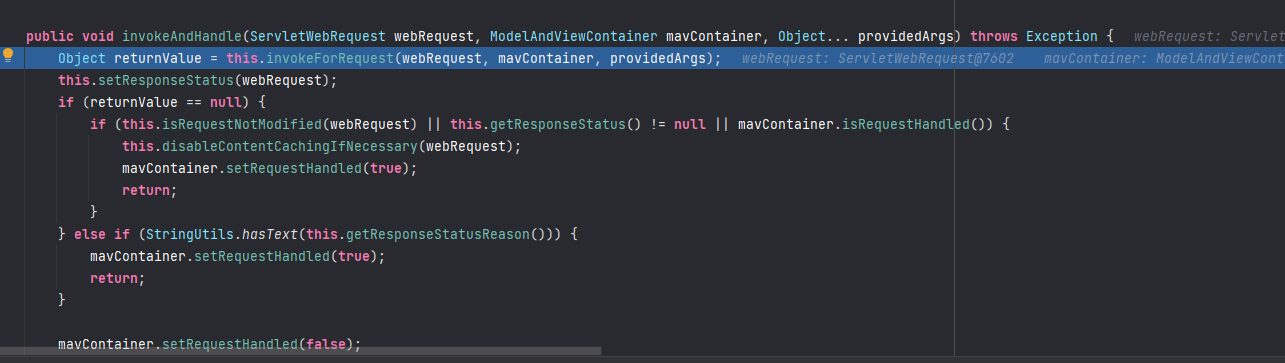 public void invokeAndHandle(ServletWebRequest webRequest, ModelAndViewContainer mavContainer, Object... providedArgs) throws Exception {   webRequest: Servlet
    Object returnValue = this.invokeForRequest(webRequest, mavContainer, providedArgs);   webRequest: ServletWebRequest@7602    mavContainer: ModelAndViewCont
    this.setResponseStatus(webRequest);
    if (returnValue == null) {
        if (this.isRequestNotModified(webRequest) || this.getResponseStatus() != null || mavContainer.isRequestHandled()) {
            this.disableContentCachingIfNecessary(webRequest);
            mavContainer.setRequestHandled(true);
            return;
        }
    } else if (StringUtils.hasText(this.getResponseStatusReason())) {
        mavContainer.setRequestHandled(true);
        return;
    }
    mavContainer.setRequestHandled(false);